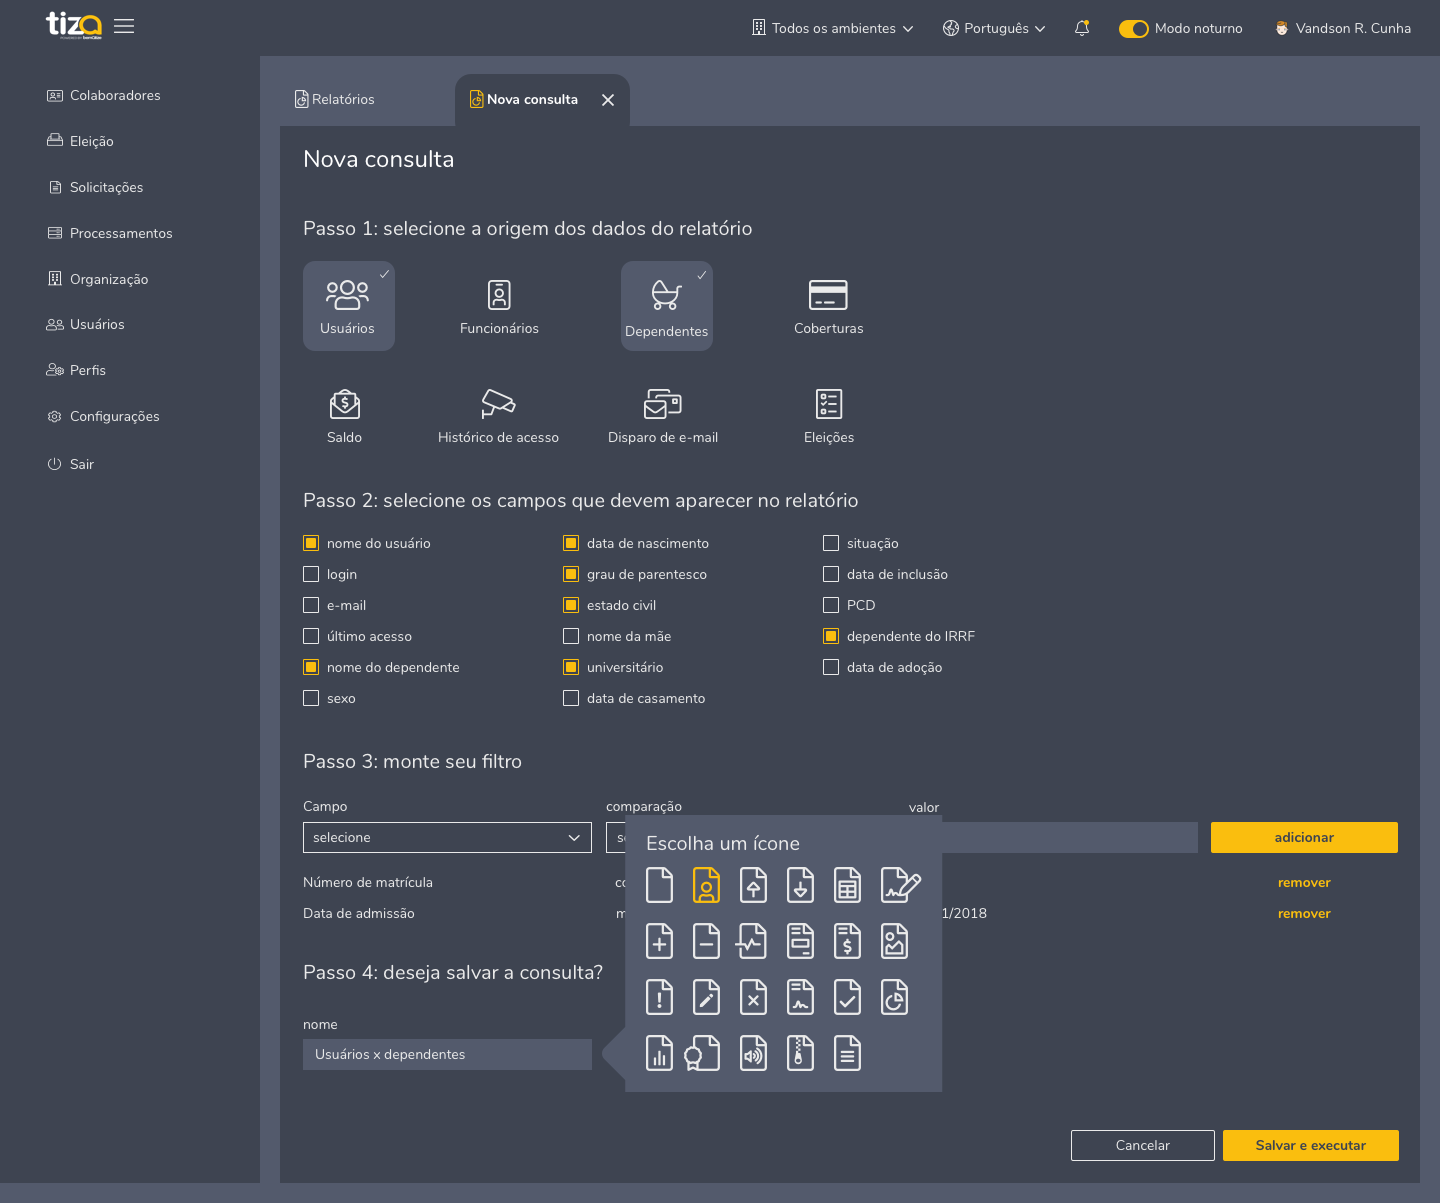 tiza
Todos os ambientes
Português
Modo noturno
Vandson R. Cunha
Colaboradores
Eleição
Solicitações
Processamentos
Organização
Usuários
Perfis
Configurações
Sair
Relatórios
Nova consulta
Nova consulta
Passo 1: selecione a origem dos dados do relatório
Usuários
Funcionários
Dependentes
Coberturas
Saldo
Histórico de acesso
Disparo de e-mail
Eleições
Passo 2: selecione os campos que devem aparecer no relatório
nome do usuário
data de nascimento
situação
login
grau de parentesco
data de inclusão
e-mail
estado civil
PCD
último acesso
nome da mãe
dependente do IRRF
nome do dependente
universitário
data de adoção
sexo
data de casamento
Passo 3: monte seu filtro
Campo
comparação
valor
selecione
adicionar
Número de matrícula
remover
Data de admissão
1/2018
remover
Escolha um ícone
Passo 4: deseja salvar a consulta?
nome
Usuários x dependentes
Cancelar
Salvar e executar